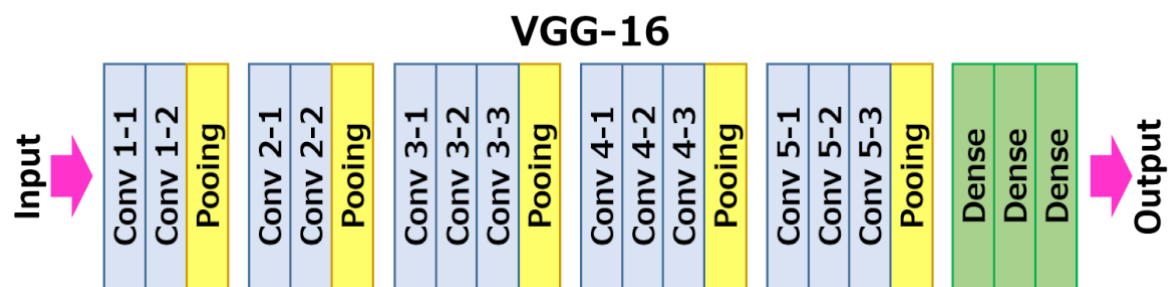 VGG-16
Input
Conv 1-1
Conv 1-2
Pooing
Conv 2-1
Conv 2-2
Pooing
Conv 3-1
Conv 3-2
Conv 3-3
Pooing
Conv 4-1
Conv 4-2
Conv 4-3
Pooing
Conv 5-1
Conv 5-2
Conv 5-3
Pooing
Dense
Dense
Dense
Output